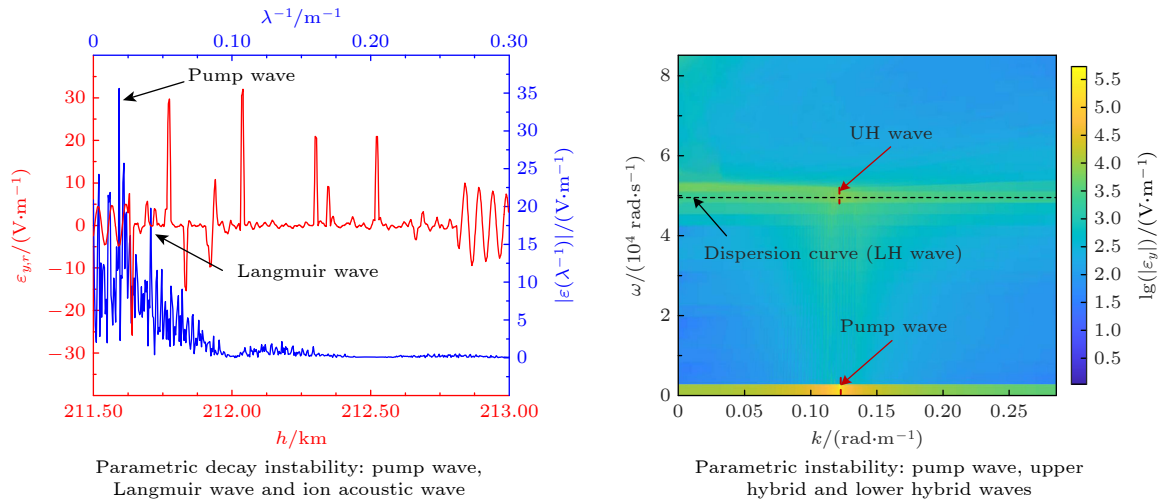 λ⁻¹/m⁻¹
0 0.10 0.20 0.30
Pump wave
Langmuir wave
30
20
10
0
−10
−20
−30
ε_{y,r}/(V·m⁻¹)
35
30
25
20
15
10
5
0
|ε(λ⁻¹)|/(V·m⁻¹)
211.50 212.00 212.50 213.00
h/km
Parametric decay instability: pump wave,
Langmuir wave and ion acoustic wave
8
6
4
2
0
ω/(10⁴ rad·s⁻¹)
UH wave
Dispersion curve (LH wave)
Pump wave
0 0.05 0.10 0.15 0.20 0.25
k/(rad·m⁻¹)
5.5
5.0
4.5
4.0
3.5
3.0
2.5
2.0
1.5
1.0
0.5
lg(|ε_y|)/(V·m⁻¹)
Parametric instability: pump wave, upper
hybrid and lower hybrid waves